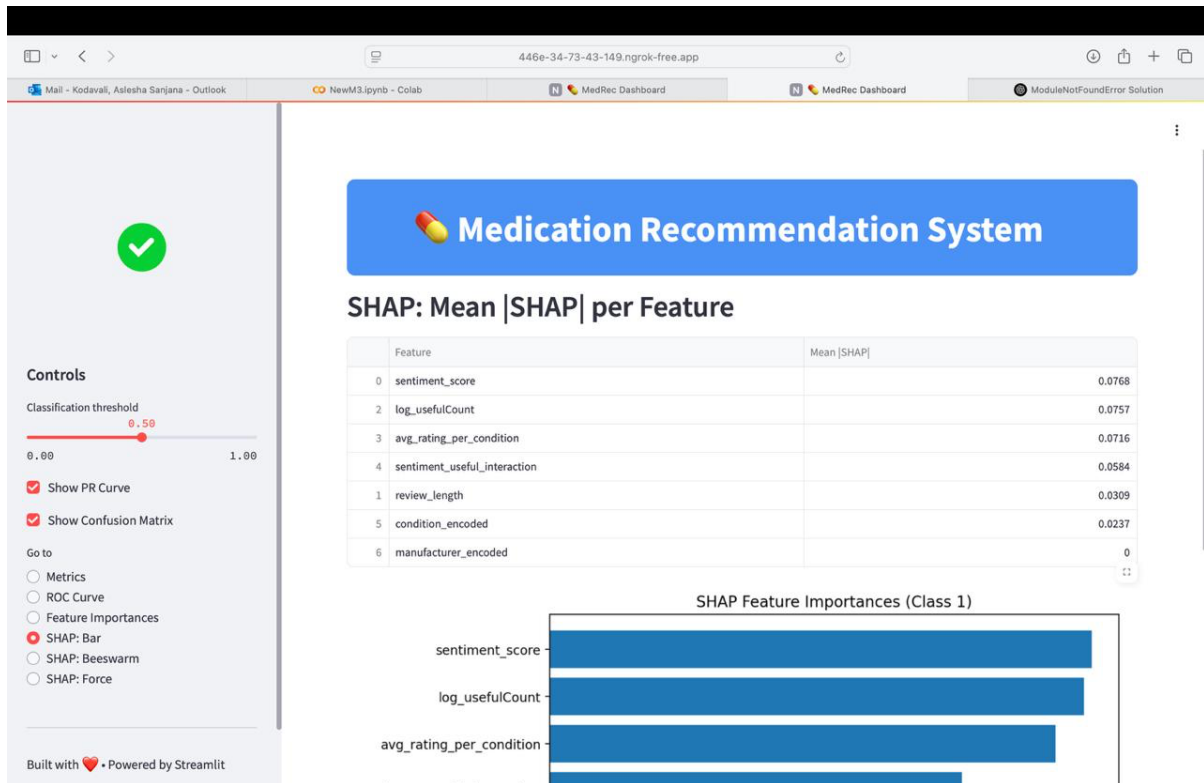 446e-34-73-43-149.ngrok-free.app
Mail - Kodavali, Aslesha Sanjana - Outlook
NewM3.ipynb - Colab
N 💊 MedRec Dashboard
N 💊 MedRec Dashboard
ModuleNotFoundError Solution
Controls
Classification threshold
0.50
0.00 1.00
Show PR Curve
Show Confusion Matrix
Go to
Metrics
ROC Curve
Feature Importances
SHAP: Bar
SHAP: Beeswarm
SHAP: Force
Built with ❤️ • Powered by Streamlit
💊 Medication Recommendation System
SHAP: Mean |SHAP| per Feature
Feature Mean |SHAP|
0 sentiment_score 0.0768
2 log_usefulCount 0.0757
3 avg_rating_per_condition 0.0716
4 sentiment_useful_interaction 0.0584
1 review_length 0.0309
5 condition_encoded 0.0237
6 manufacturer_encoded 0
SHAP Feature Importances (Class 1)
sentiment_score
log_usefulCount
avg_rating_per_condition